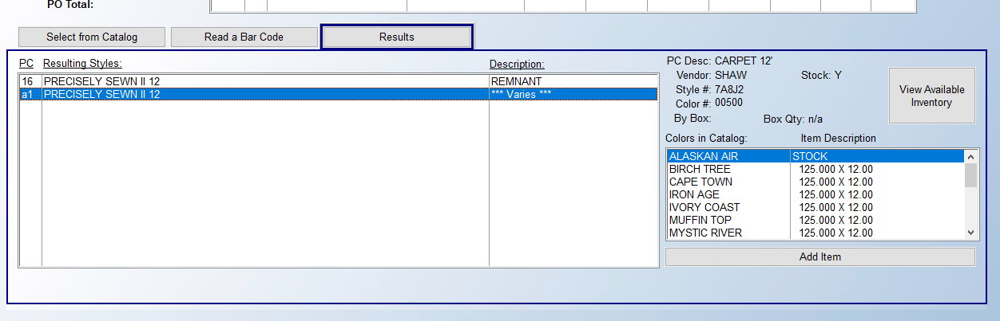 PO Total:
Select from Catalog Read a Bar Code Results
PC Resulting Styles: Description:
16 PRECISELY SEWN II 12 REMNANT
a1 PRECISELY SEWN II 12 *** Varies ***
PC Desc: CARPET 12'
Vendor: SHAW Stock: Y
Style #: 7A8J2
Color #: 00500
By Box: Box Qty: n/a
View Available
Inventory
Colors in Catalog: Item Description
ALASKAN AIR STOCK
BIRCH TREE 125.000 X 12.00
CAPE TOWN 125.000 X 12.00
IRON AGE 125.000 X 12.00
IVORY COAST 125.000 X 12.00
MUFFIN TOP 125.000 X 12.00
MYSTIC RIVER 125.000 X 12.00
Add Item